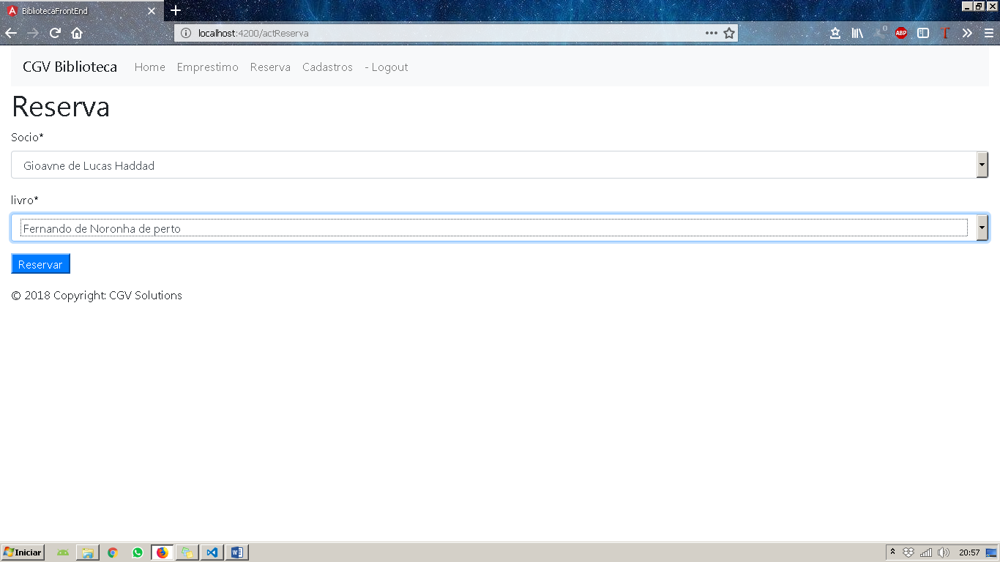 BibliotecaFrontEnd
localhost:4200/actReserva
0
ABP
T
CGV Biblioteca Home Emprestimo Reserva Cadastros - Logout
Reserva
Socio*
Gioavne de Lucas Haddad
livro*
Fernando de Noronha de perto
Reservar
© 2018 Copyright: CGV Solutions
Iniciar
20:57